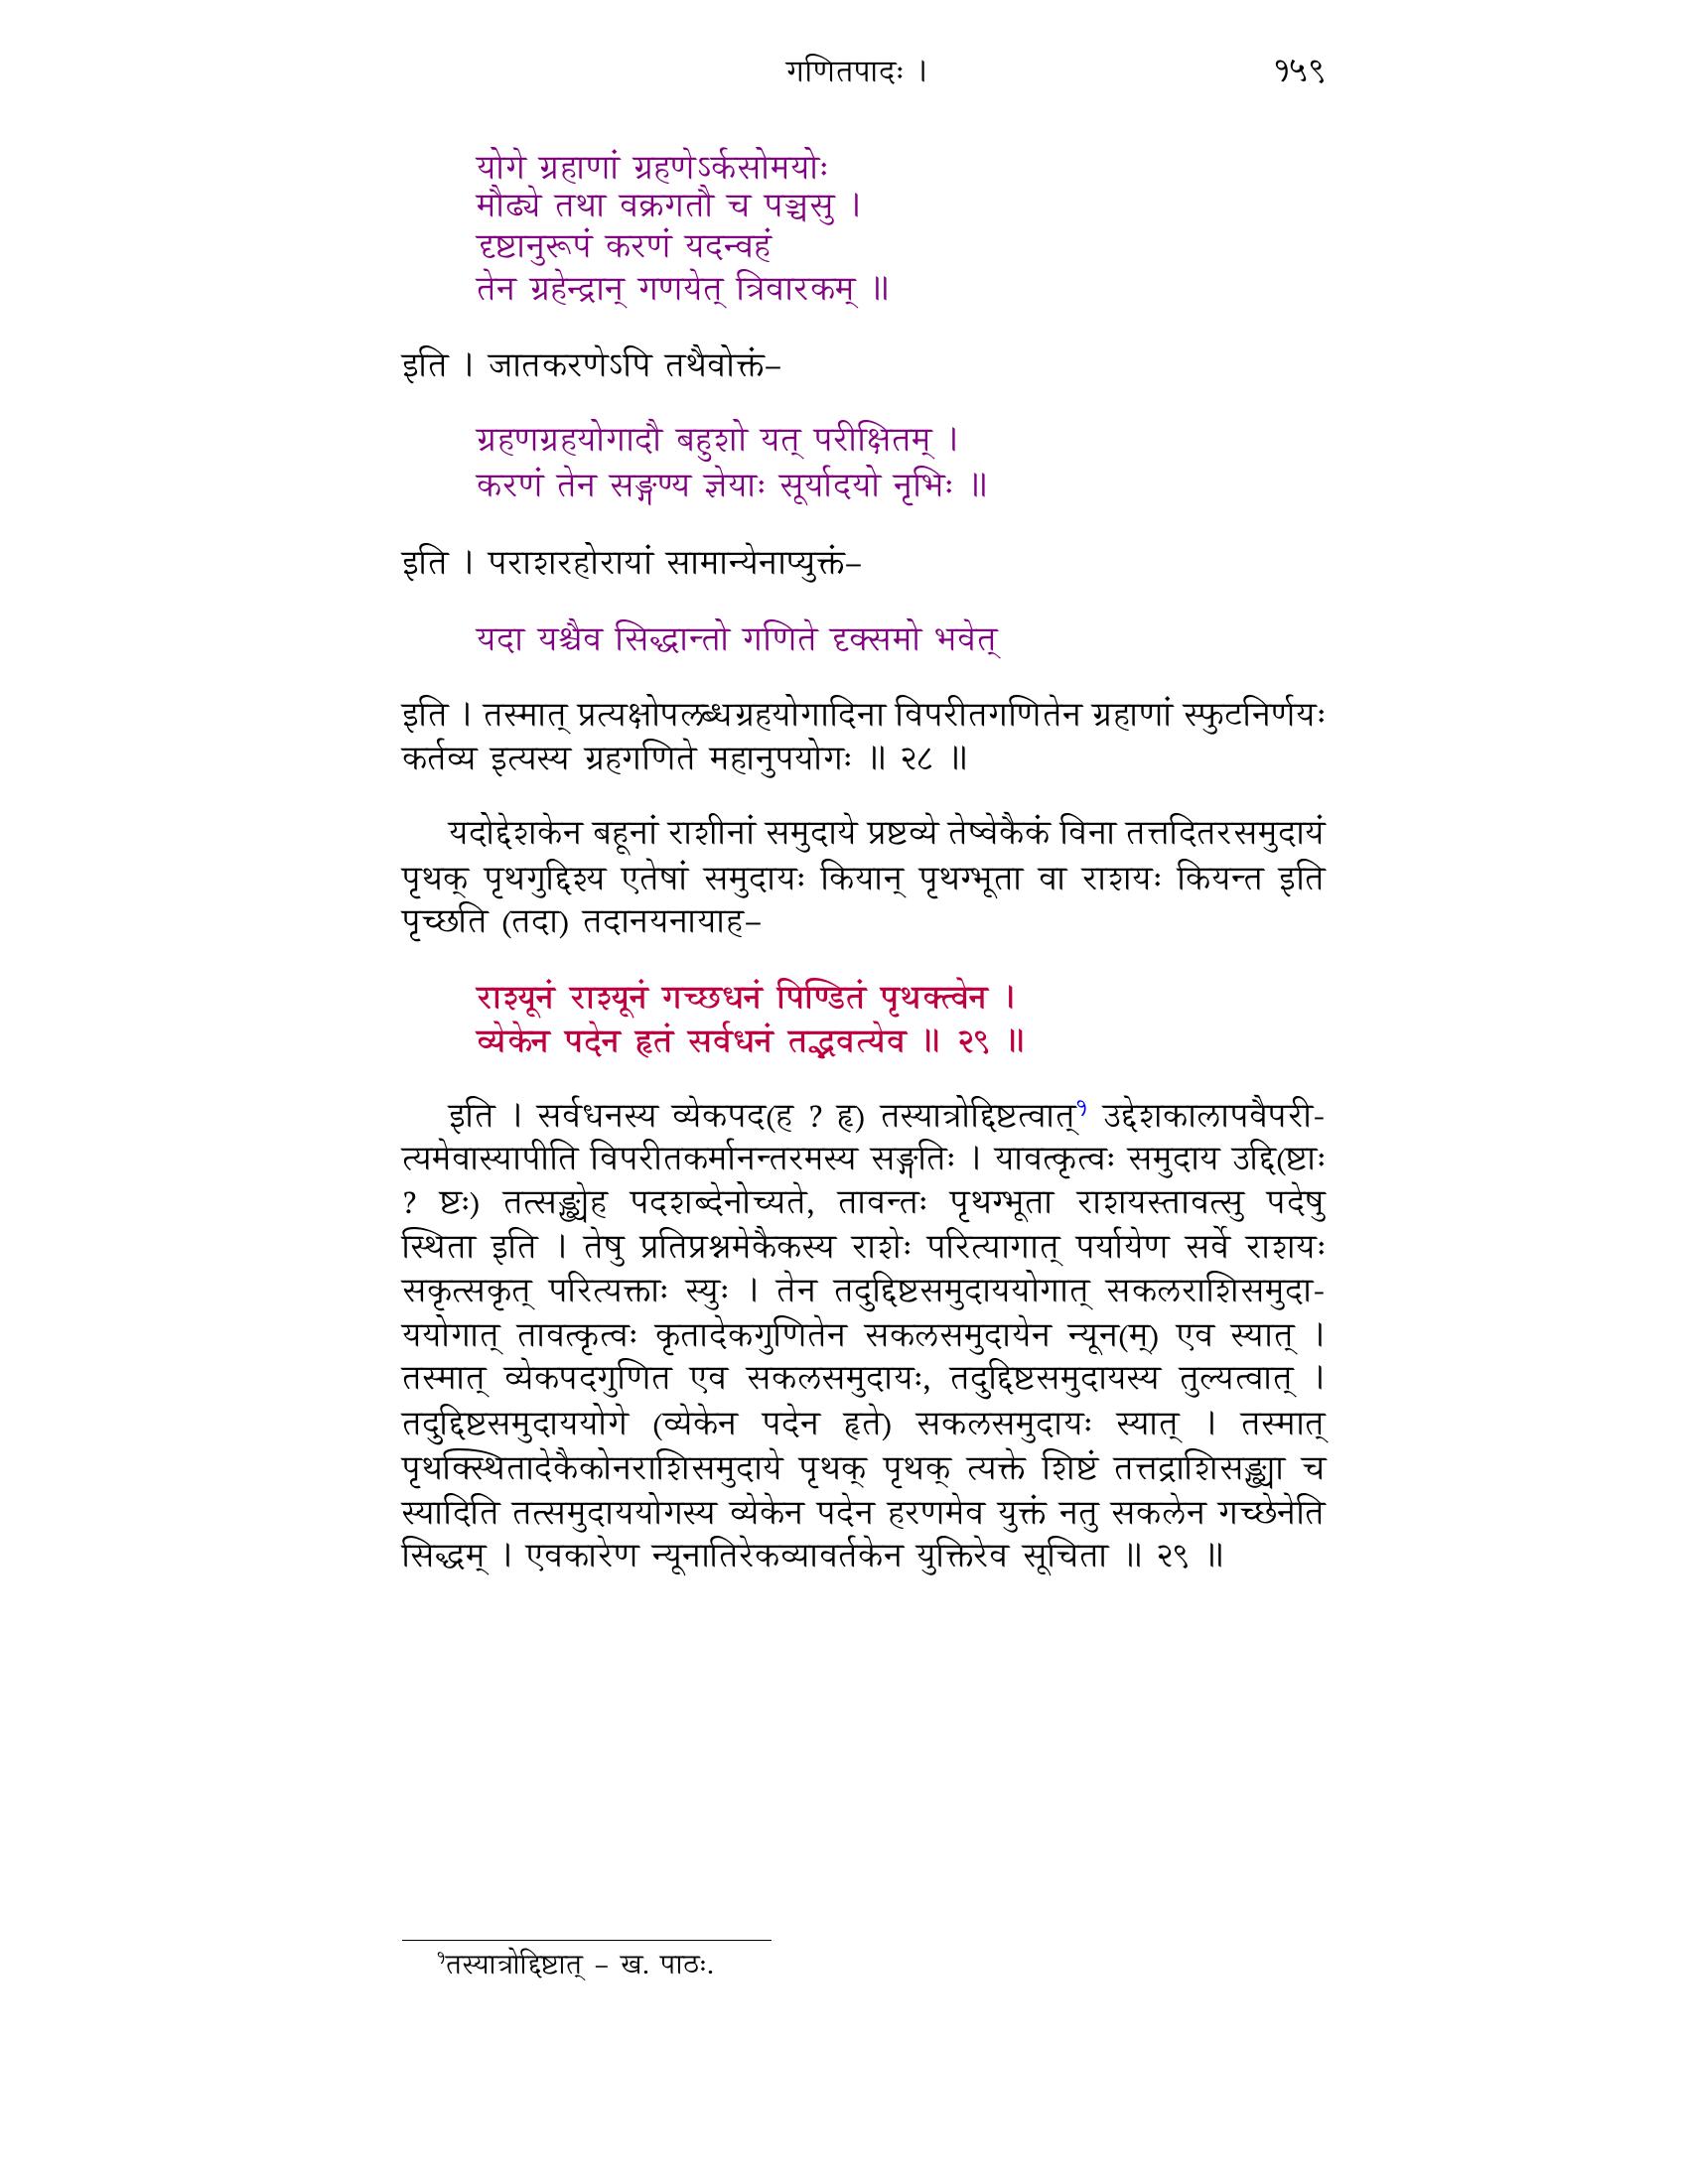 गणितपादः । १५९
योगे ग्रहाणां ग्रहणेऽर्कसोमयोः
मौढ्ये तथा वक्रगतौ च पञ्चसु ।
दृष्टानुरूपं करणं यदन्वहं
तेन ग्रहेन्द्रान् गणयेत् त्रिवारकम् ॥
इति । जातकरणेऽपि तथैवोक्तं–
ग्रहणग्रहयोगादौ बहुशो यत् परीक्षितम् ।
करणं तेन सङ्गण्य ज्ञेयाः सूर्यादयो नृभिः ॥
इति । पराशरहोरायां सामान्येनाप्युक्तं–
यदा यश्चैव सिद्धान्तो गणिते दृक्समो भवेत्
इति । तस्मात् प्रत्यक्षोपलब्धग्रहयोगादिना विपरीतगणितेन ग्रहाणां स्फुटनिर्णयः
कर्तव्य इत्यस्य ग्रहगणिते महानुपयोगः ॥ २८ ॥
यदोद्देशकेन बहूनां राशीनां समुदाये प्रष्टव्ये तेष्वेकैकं विना तत्तदितरसमुदायं
पृथक् पृथगुद्दिश्य एतेषां समुदायः कियान् पृथग्भूता वा राशयः कियन्त इति
पृच्छति (तदा) तदानयनायाह–
राश्यूनं राश्यूनं गच्छधनं पिण्डितं पृथक्त्वेन ।
व्येकेन पदेन हृतं सर्वधनं तद्भवत्येव ॥ २९ ॥
इति । सर्वधनस्य व्येकपद(ह ? हृ) तस्यात्रोद्दिष्टत्वात्१ उद्देशकालापवैपरी-
त्यमेवास्यापीति विपरीतकर्मानन्तरमस्य सङ्गतिः । यावत्कृत्वः समुदाय उद्दि(ष्टाः
? ष्टः) तत्सङ्ख्येह पदशब्देनोच्यते, तावन्तः पृथग्भूता राशयस्तावत्सु पदेषु
स्थिता इति । तेषु प्रतिप्रश्नमेकैकस्य राशेः परित्यागात् पर्यायेण सर्वे राशयः
सकृत्सकृत् परित्यक्ताः स्युः । तेन तदुद्दिष्टसमुदाययोगात् सकलराशिसमुदा-
ययोगात् तावत्कृत्वः कृतादेकगुणितेन सकलसमुदायेन न्यून(म्) एव स्यात् ।
तस्मात् व्येकपदगुणित एव सकलसमुदायः, तदुद्दिष्टसमुदायस्य तुल्यत्वात् ।
तदुद्दिष्टसमुदाययोगे (व्येकेन पदेन हृते) सकलसमुदायः स्यात् । तस्मात्
पृथक्स्थितादेकैकोनराशिसमुदाये पृथक् पृथक् त्यक्ते शिष्टं तत्तद्राशिसङ्ख्या च
स्यादिति तत्समुदाययोगस्य व्येकेन पदेन हरणमेव युक्तं नतु सकलेन गच्छेनेति
सिद्धम् । एवकारेण न्यूनातिरेकव्यावर्तकेन युक्तिरेव सूचिता ॥ २९ ॥
१तस्यात्रोद्दिष्टात् – ख. पाठः.